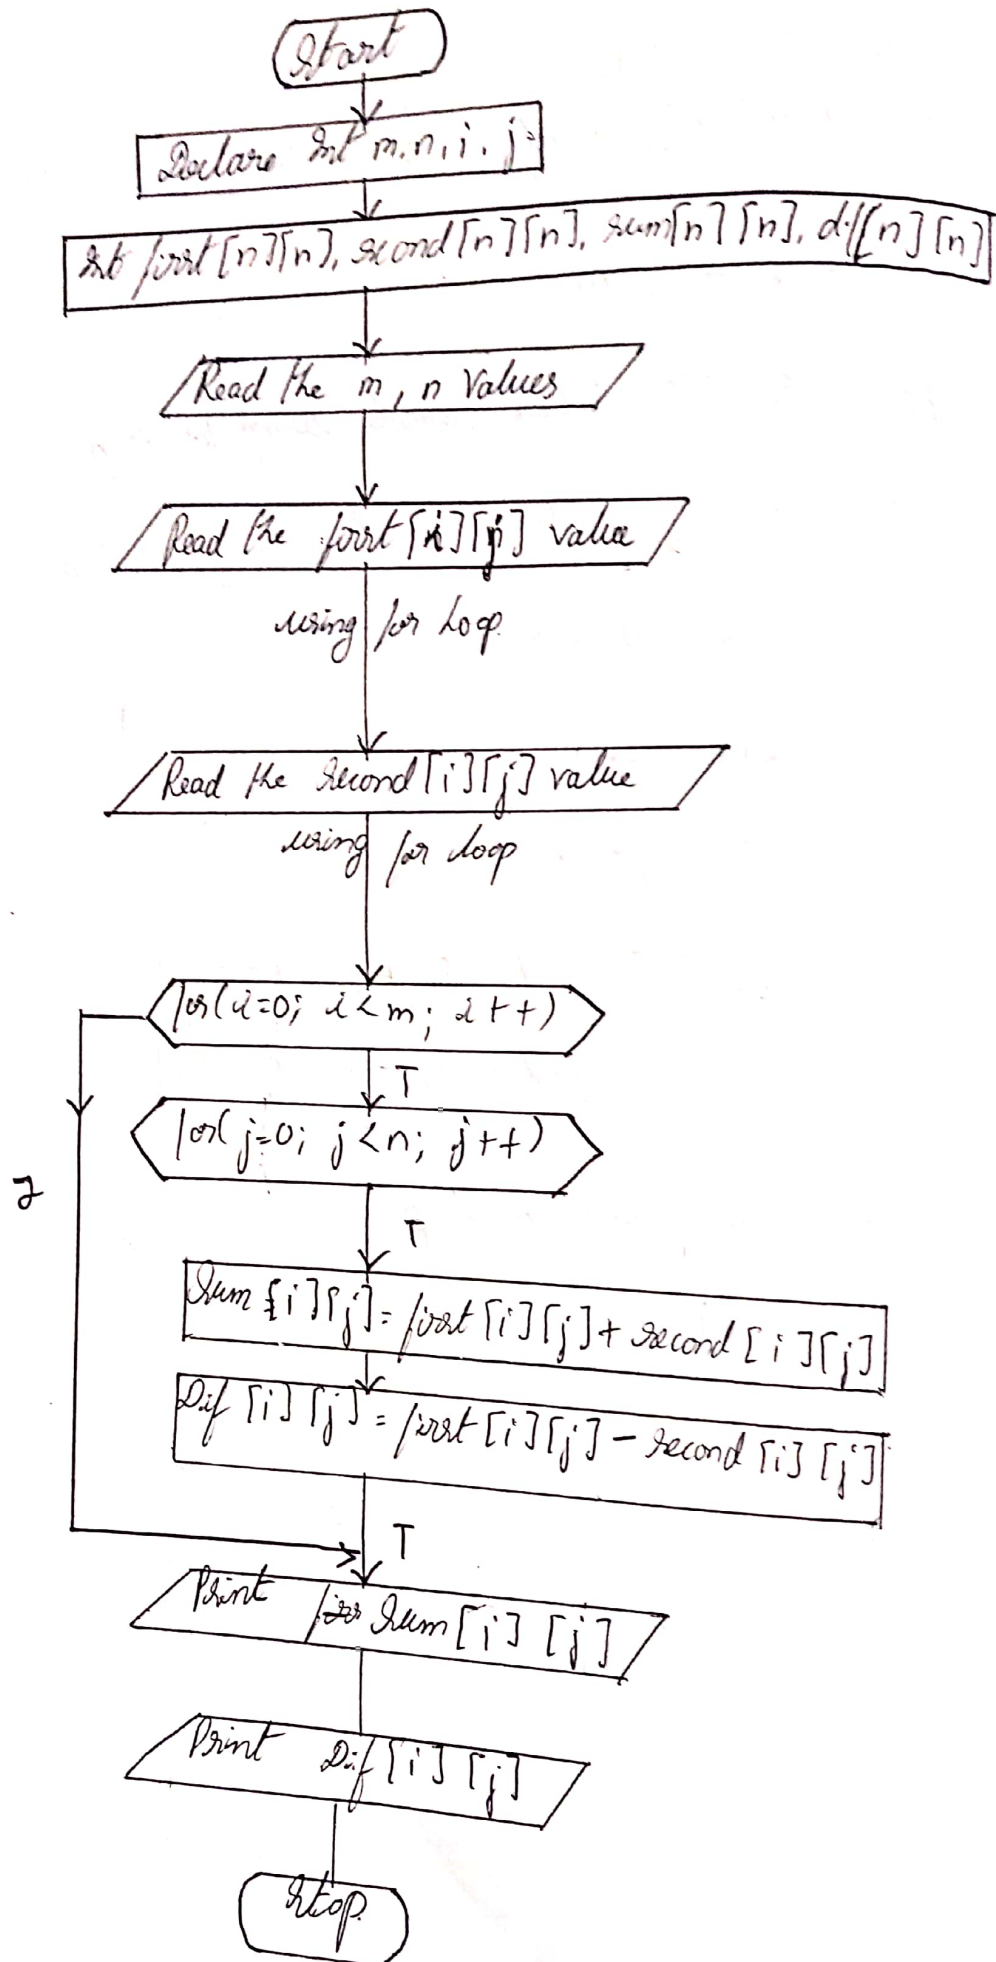 Start
Declare Int m, n, i, j
Int first[n][n], second[n][n], sum[n][n], dif[n][n]
Read the m, n Values
Read the first[i][j] value
using for Loop
Read the second[i][j] value
using for loop
for(i=0; i<m; i++)
T
for(j=0; j<n; j++)
F
T
Sum[i][j]=first[i][j]+second[i][j]
Dif[i][j]=first[i][j]-second[i][j]
T
Print Sum[i][j]
Print Dif[i][j]
Stop